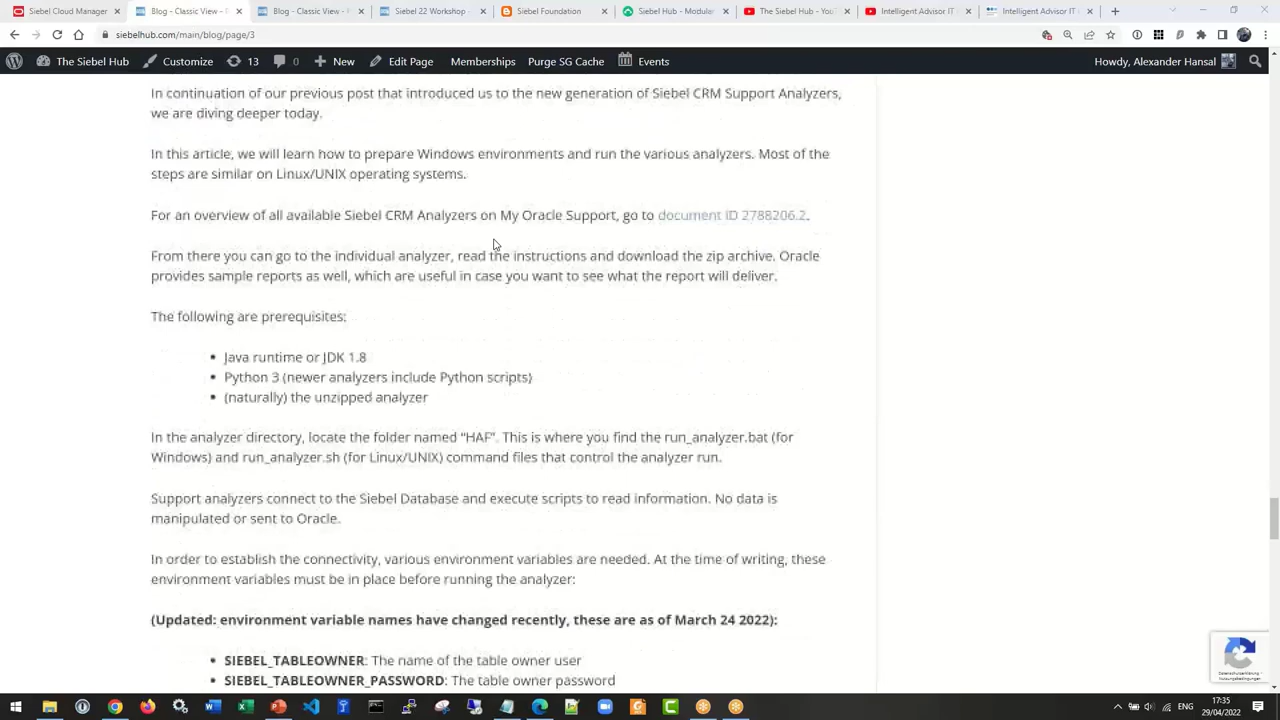 Siebel Cloud Manager
Blog - Classic View -
Blog - Classic View -
Siebel 22 Workshop -
Siebel Foundation
Siebel Hub - Modular
The Siebel Hub - You
Intelligent Advisor IT
Intelligent Advisor IT
siebelhub.com/main/blog/page/3
The Siebel Hub
Customize
13
0
New
Edit Page
Memberships
Purge SG Cache
Events
Howdy, Alexander Hansal
In continuation of our previous post that introduced us to the new generation of Siebel CRM Support Analyzers,
we are diving deeper today.
In this article, we will learn how to prepare Windows environments and run the various analyzers. Most of the
steps are similar on Linux/UNIX operating systems.
For an overview of all available Siebel CRM Analyzers on My Oracle Support, go to document ID 2788206.2.
From there you can go to the individual analyzer, read the instructions and download the zip archive. Oracle
provides sample reports as well, which are useful in case you want to see what the report will deliver.
The following are prerequisites:
• Java runtime or JDK 1.8
• Python 3 (newer analyzers include Python scripts)
• (naturally) the unzipped analyzer
In the analyzer directory, locate the folder named “HAF”. This is where you find the run_analyzer.bat (for
Windows) and run_analyzer.sh (for Linux/UNIX) command files that control the analyzer run.
Support analyzers connect to the Siebel Database and execute scripts to read information. No data is
manipulated or sent to Oracle.
In order to establish the connectivity, various environment variables are needed. At the time of writing, these
environment variables must be in place before running the analyzer:
(Updated: environment variable names have changed recently, these are as of March 24 2022):
• SIEBEL_TABLEOWNER: The name of the table owner user
• SIEBEL_TABLEOWNER_PASSWORD: The table owner password
Datenschutzerklärung -
Nutzungsbedingungen
ENG
17:35
29/04/2022